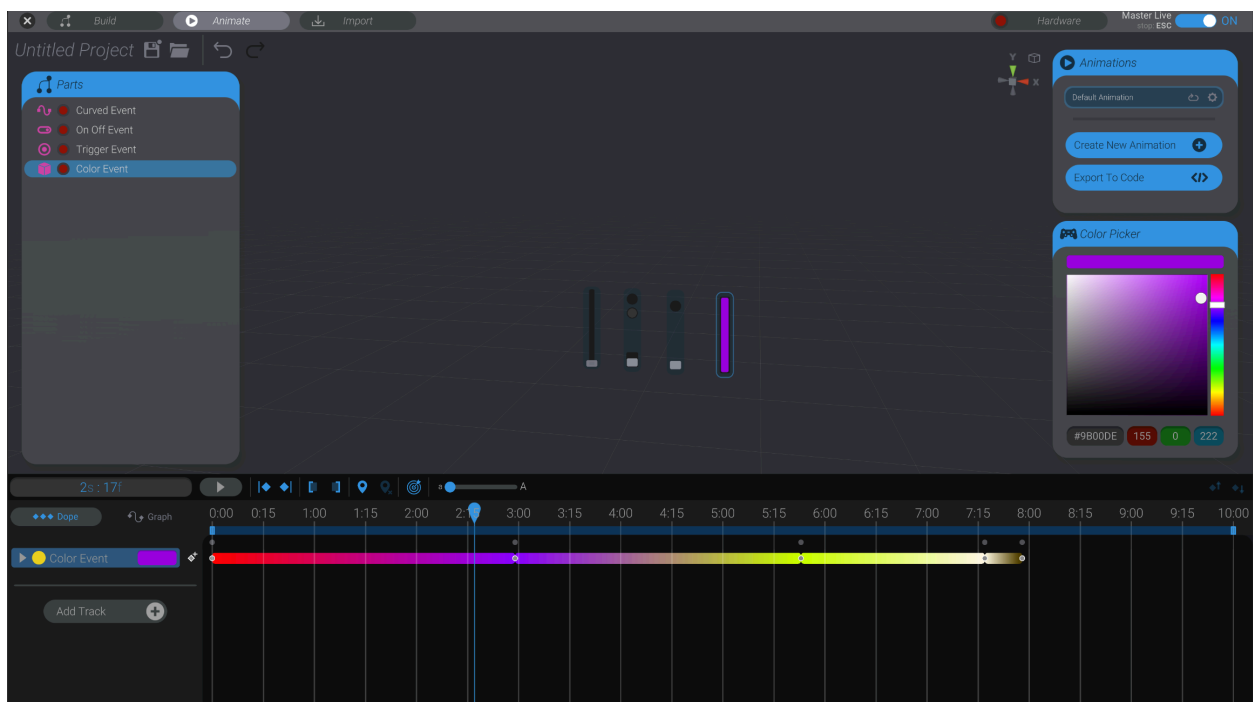 Build
Animate
Import
Hardware
Master Live
stop: ESC
ON
Untitled Project
Parts
Curved Event
On Off Event
Trigger Event
Color Event
Y
X
Animations
Default Animation
Create New Animation
Export To Code
Color Picker
#9B00DE 155 0 222
2s : 17f
a A
Dope Graph
0:00 0:15 1:00 1:15 2:00 3:00 3:15 4:00 4:15 5:00 5:15 6:00 6:15 7:00 7:15 8:00 8:15 9:00 9:15 10:00
Color Event
Add Track